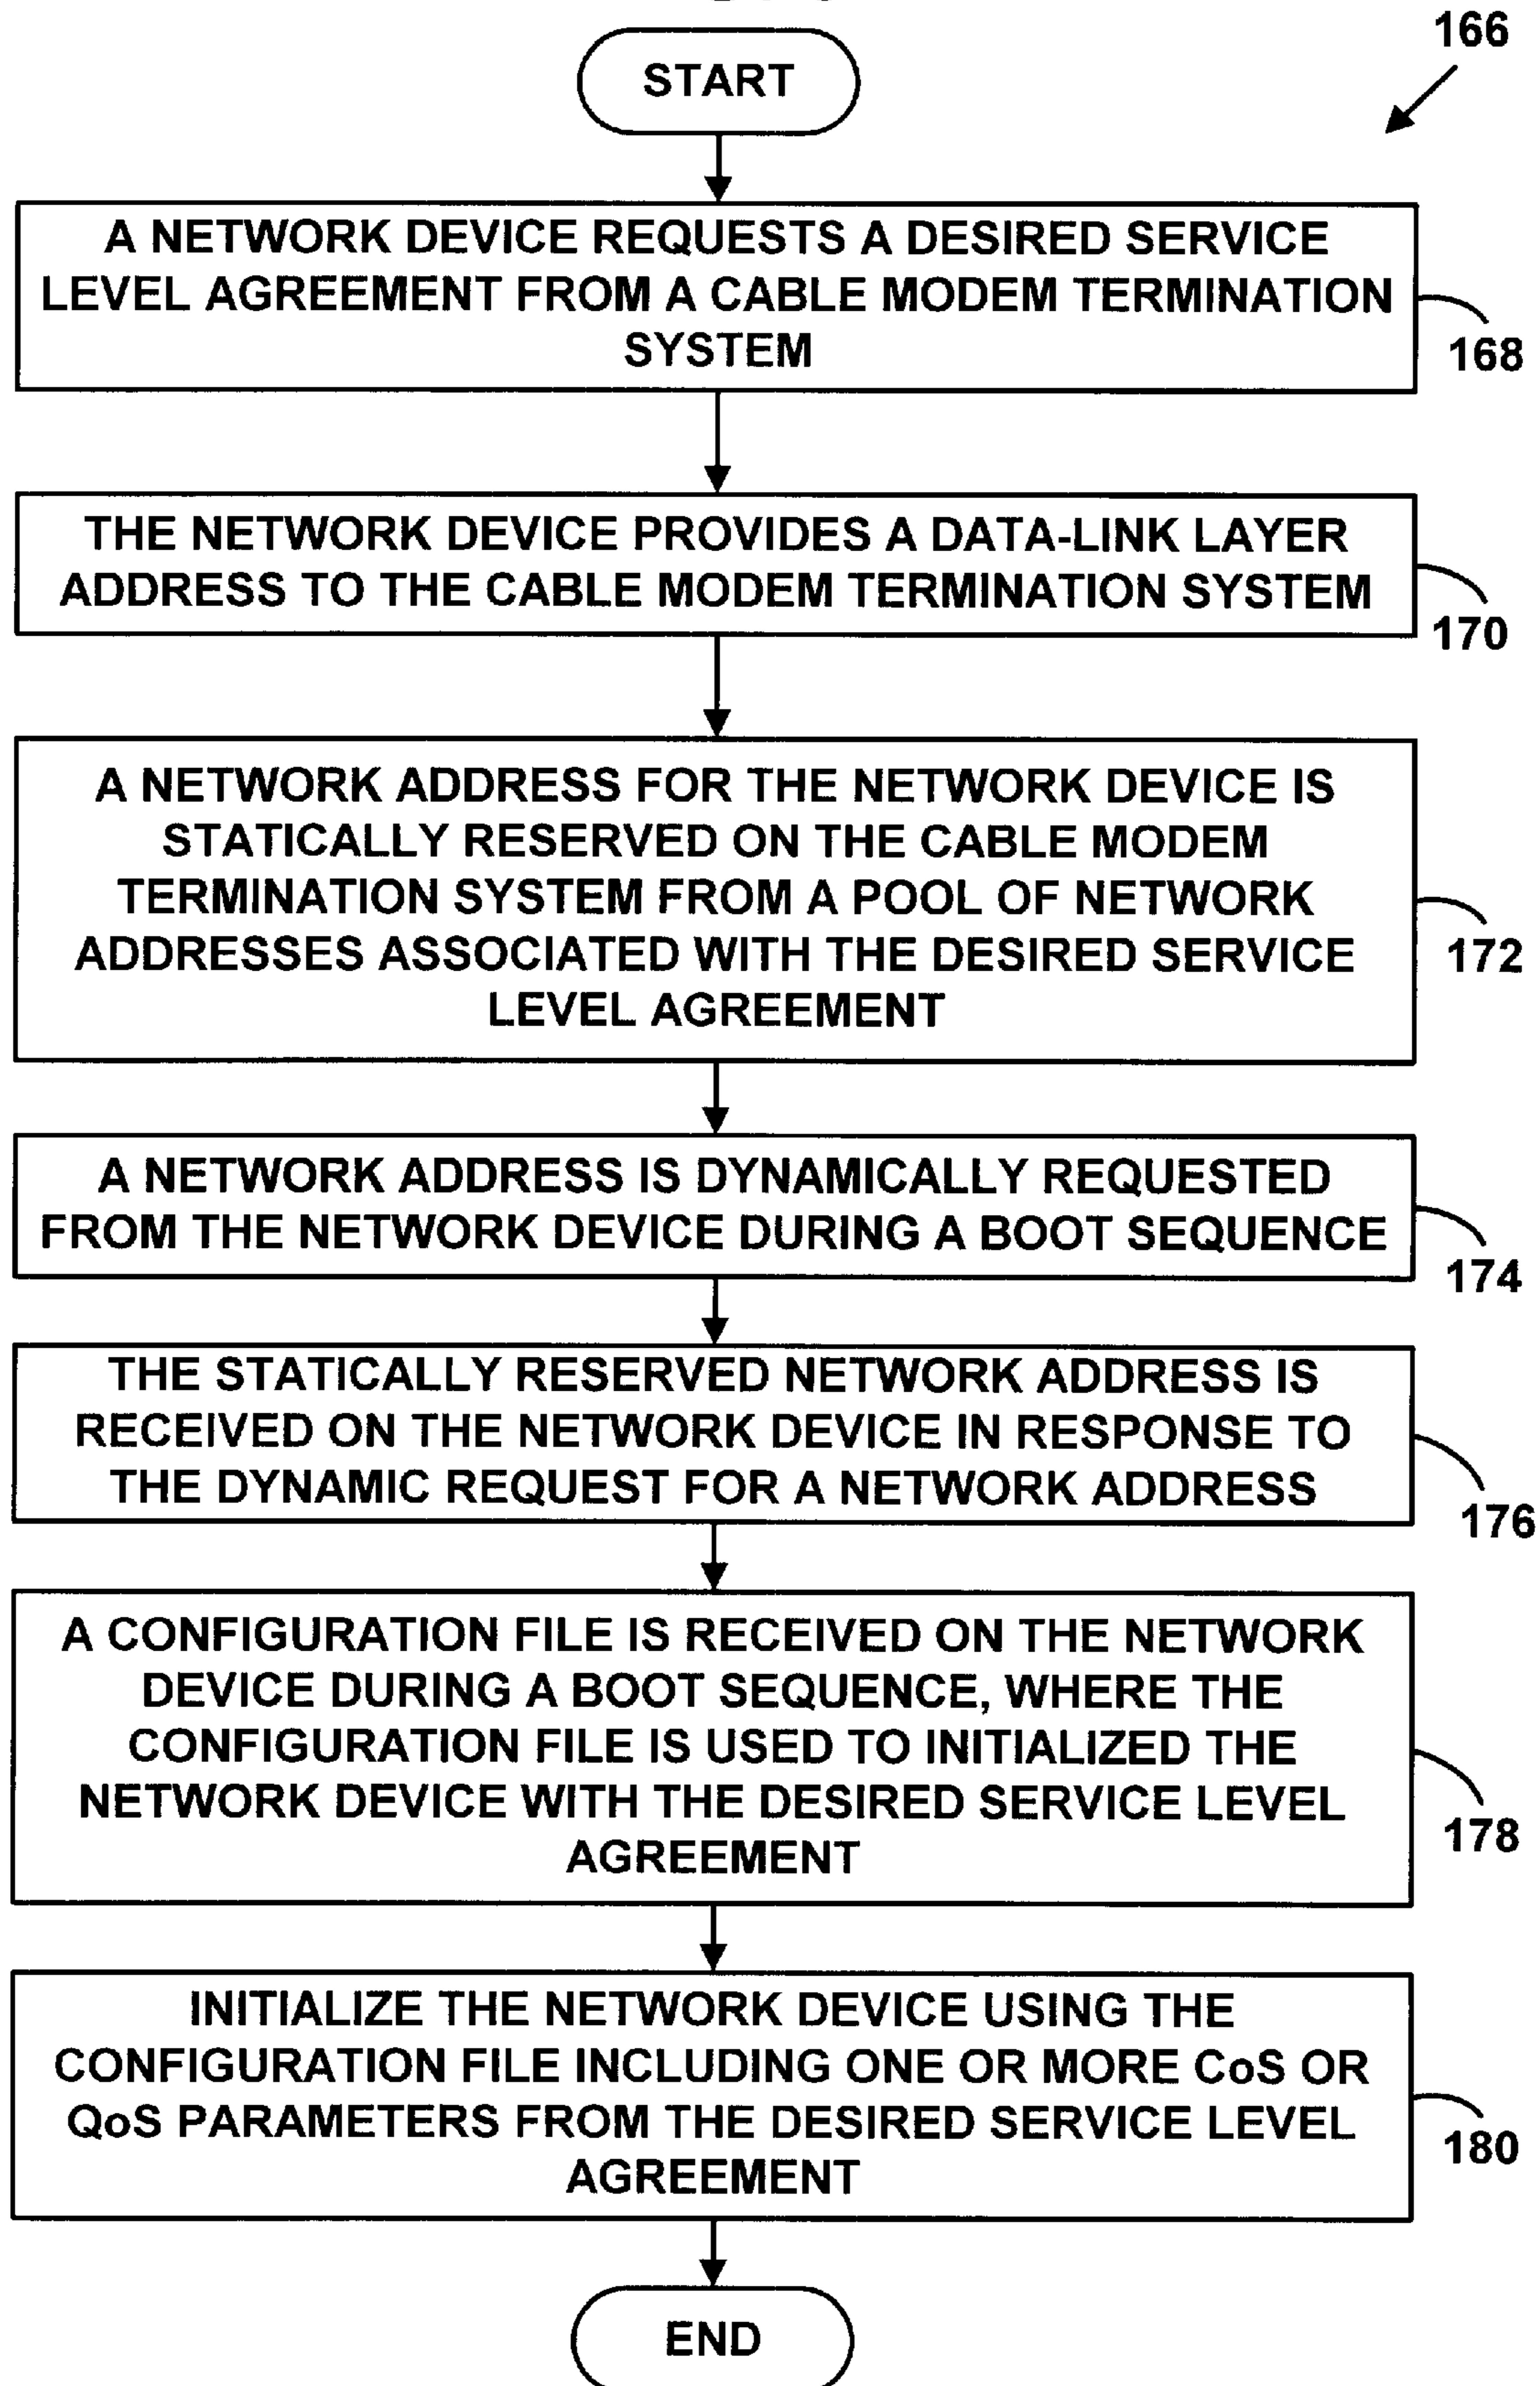 166
START
A NETWORK DEVICE REQUESTS A DESIRED SERVICE
LEVEL AGREEMENT FROM A CABLE MODEM TERMINATION
SYSTEM
168
THE NETWORK DEVICE PROVIDES A DATA-LINK LAYER
ADDRESS TO THE CABLE MODEM TERMINATION SYSTEM
170
A NETWORK ADDRESS FOR THE NETWORK DEVICE IS
STATICALLY RESERVED ON THE CABLE MODEM
TERMINATION SYSTEM FROM A POOL OF NETWORK
ADDRESSES ASSOCIATED WITH THE DESIRED SERVICE
LEVEL AGREEMENT
172
A NETWORK ADDRESS IS DYNAMICALLY REQUESTED
FROM THE NETWORK DEVICE DURING A BOOT SEQUENCE
174
THE STATICALLY RESERVED NETWORK ADDRESS IS
RECEIVED ON THE NETWORK DEVICE IN RESPONSE TO
THE DYNAMIC REQUEST FOR A NETWORK ADDRESS
176
A CONFIGURATION FILE IS RECEIVED ON THE NETWORK
DEVICE DURING A BOOT SEQUENCE, WHERE THE
CONFIGURATION FILE IS USED TO INITIALIZED THE
NETWORK DEVICE WITH THE DESIRED SERVICE LEVEL
AGREEMENT
178
INITIALIZE THE NETWORK DEVICE USING THE
CONFIGURATION FILE INCLUDING ONE OR MORE CoS OR
QoS PARAMETERS FROM THE DESIRED SERVICE LEVEL
AGREEMENT
180
END